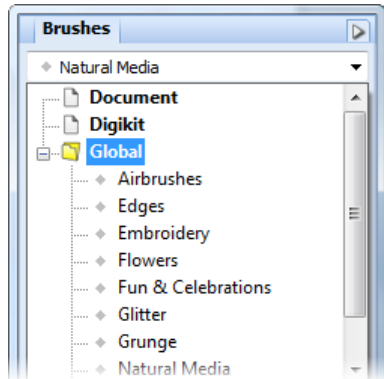 Brushes
Natural Media
Document
Digikit
Global
Airbrushes
Edges
Embroidery
Flowers
Fun & Celebrations
Glitter
Grunge
Natural Media